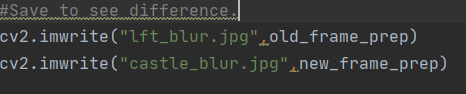 #Save to see difference.
cv2.imwrite("lft_blur.jpg",old_frame_prep)
cv2.imwrite("castle_blur.jpg",new_frame_prep)